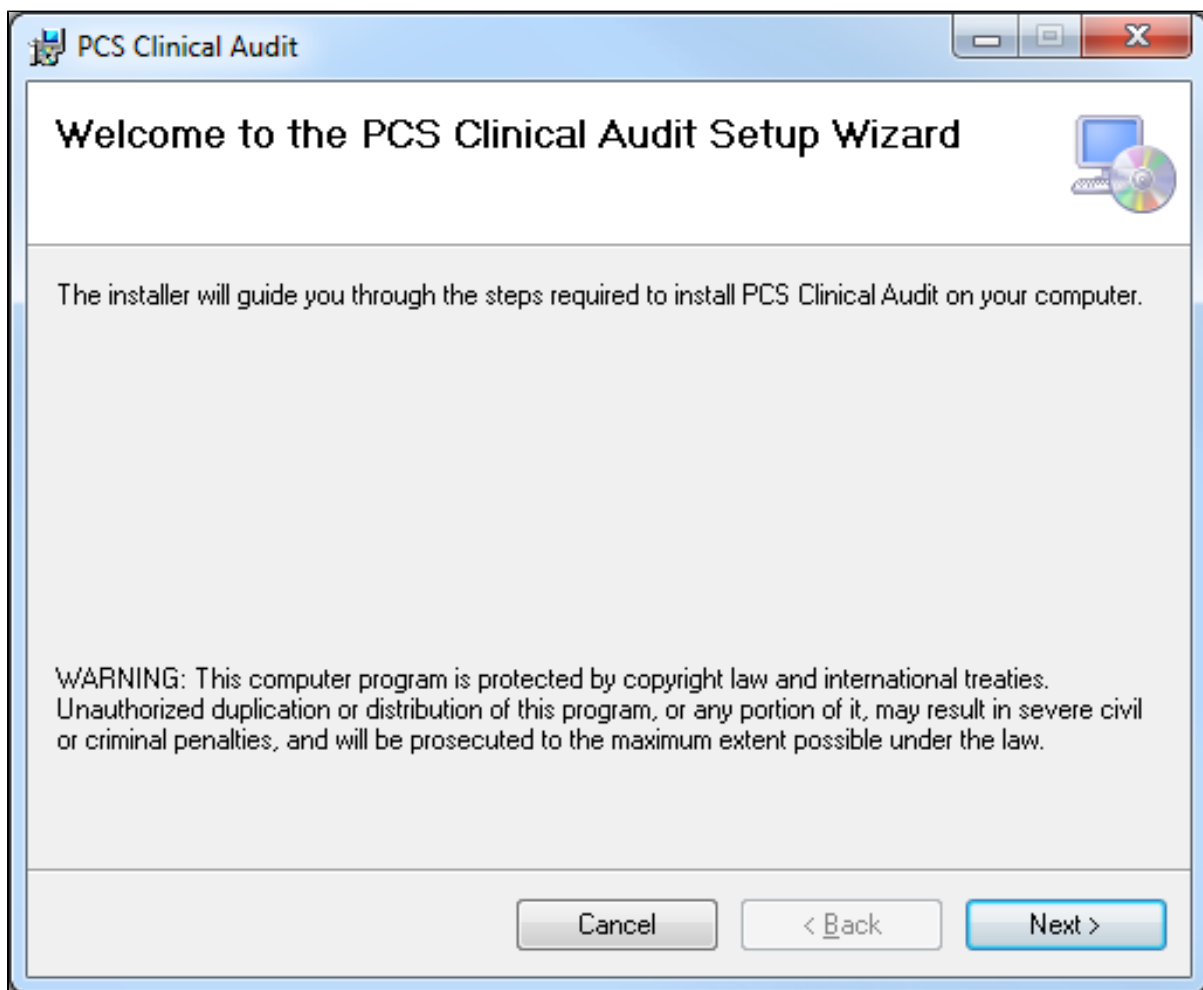 PCS Clinical Audit
Welcome to the PCS Clinical Audit Setup Wizard
The installer will guide you through the steps required to install PCS Clinical Audit on your computer.
WARNING: This computer program is protected by copyright law and international treaties.
Unauthorized duplication or distribution of this program, or any portion of it, may result in severe civil
or criminal penalties, and will be prosecuted to the maximum extent possible under the law.
Cancel
< Back
Next >